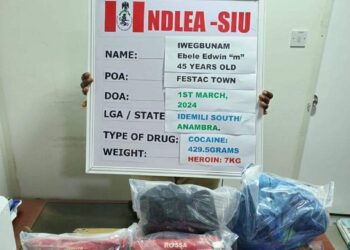 NDLEA -SIU
NAME: IWEGBUNAM
Ebele Edwin "m"
45 YEARS OLD
POA: FESTAC TOWN
DOA: 1ST MARCH,
2024
LGA / STATE: IDEMILI SOUTH/
ANAMBRA.
TYPE OF DRUG: COCAINE:
WEIGHT: 429.5GRAMS
HEROIN: 7KG
ROSSA